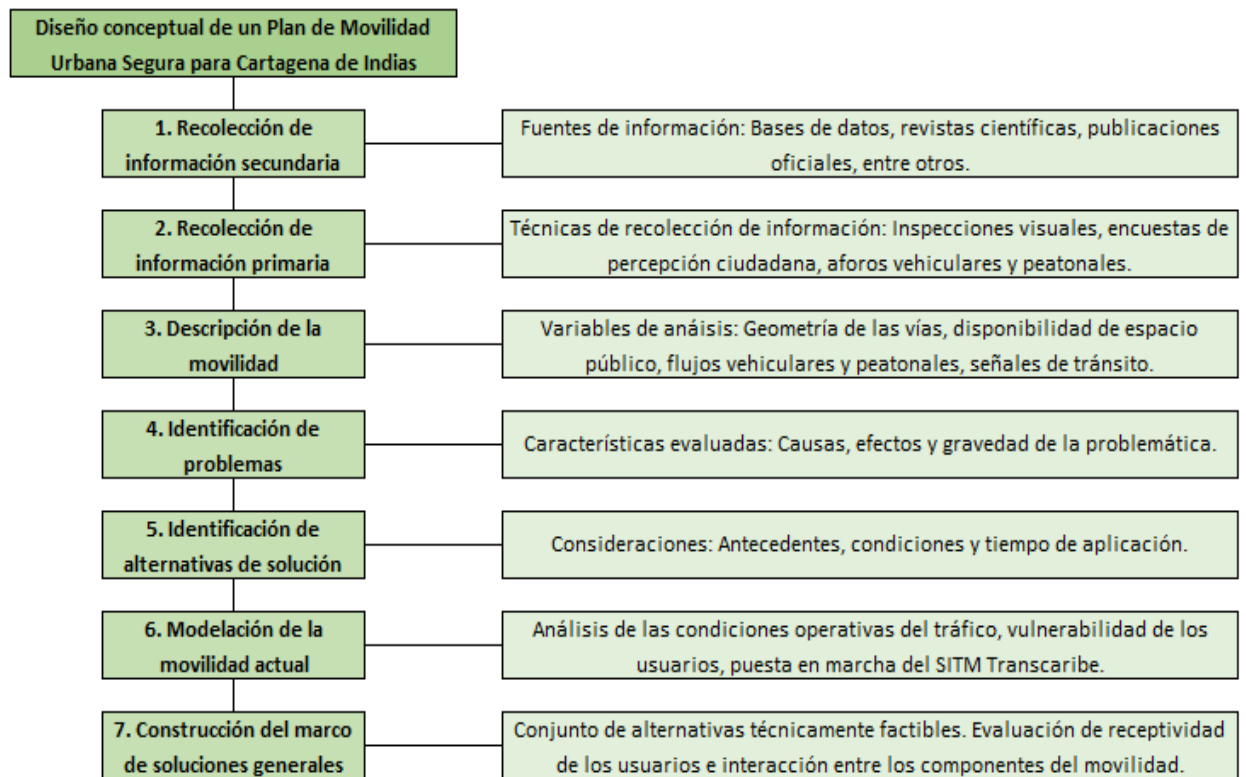 Diseño conceptual de un Plan de Movilidad
Urbana Segura para Cartagena de Indias
1. Recolección de
información secundaria
Fuentes de información: Bases de datos, revistas científicas, publicaciones
oficiales, entre otros.
2. Recolección de
información primaria
Técnicas de recolección de información: Inspecciones visuales, encuestas de
percepción ciudadana, aforos vehiculares y peatonales.
3. Descripción de la
movilidad
Variables de anáisis: Geometría de las vías, disponibilidad de espacio
público, flujos vehiculares y peatonales, señales de tránsito.
4. Identificación de
problemas
Características evaluadas: Causas, efectos y gravedad de la problemática.
5. Identificación de
alternativas de solución
Consideraciones: Antecedentes, condiciones y tiempo de aplicación.
6. Modelación de la
movilidad actual
Análisis de las condiciones operativas del tráfico, vulnerabilidad de los
usuarios, puesta en marcha del SITM Transcaribe.
7. Construcción del marco
de soluciones generales
Conjunto de alternativas técnicamente factibles. Evaluación de receptividad
de los usuarios e interacción entre los componentes del movilidad.